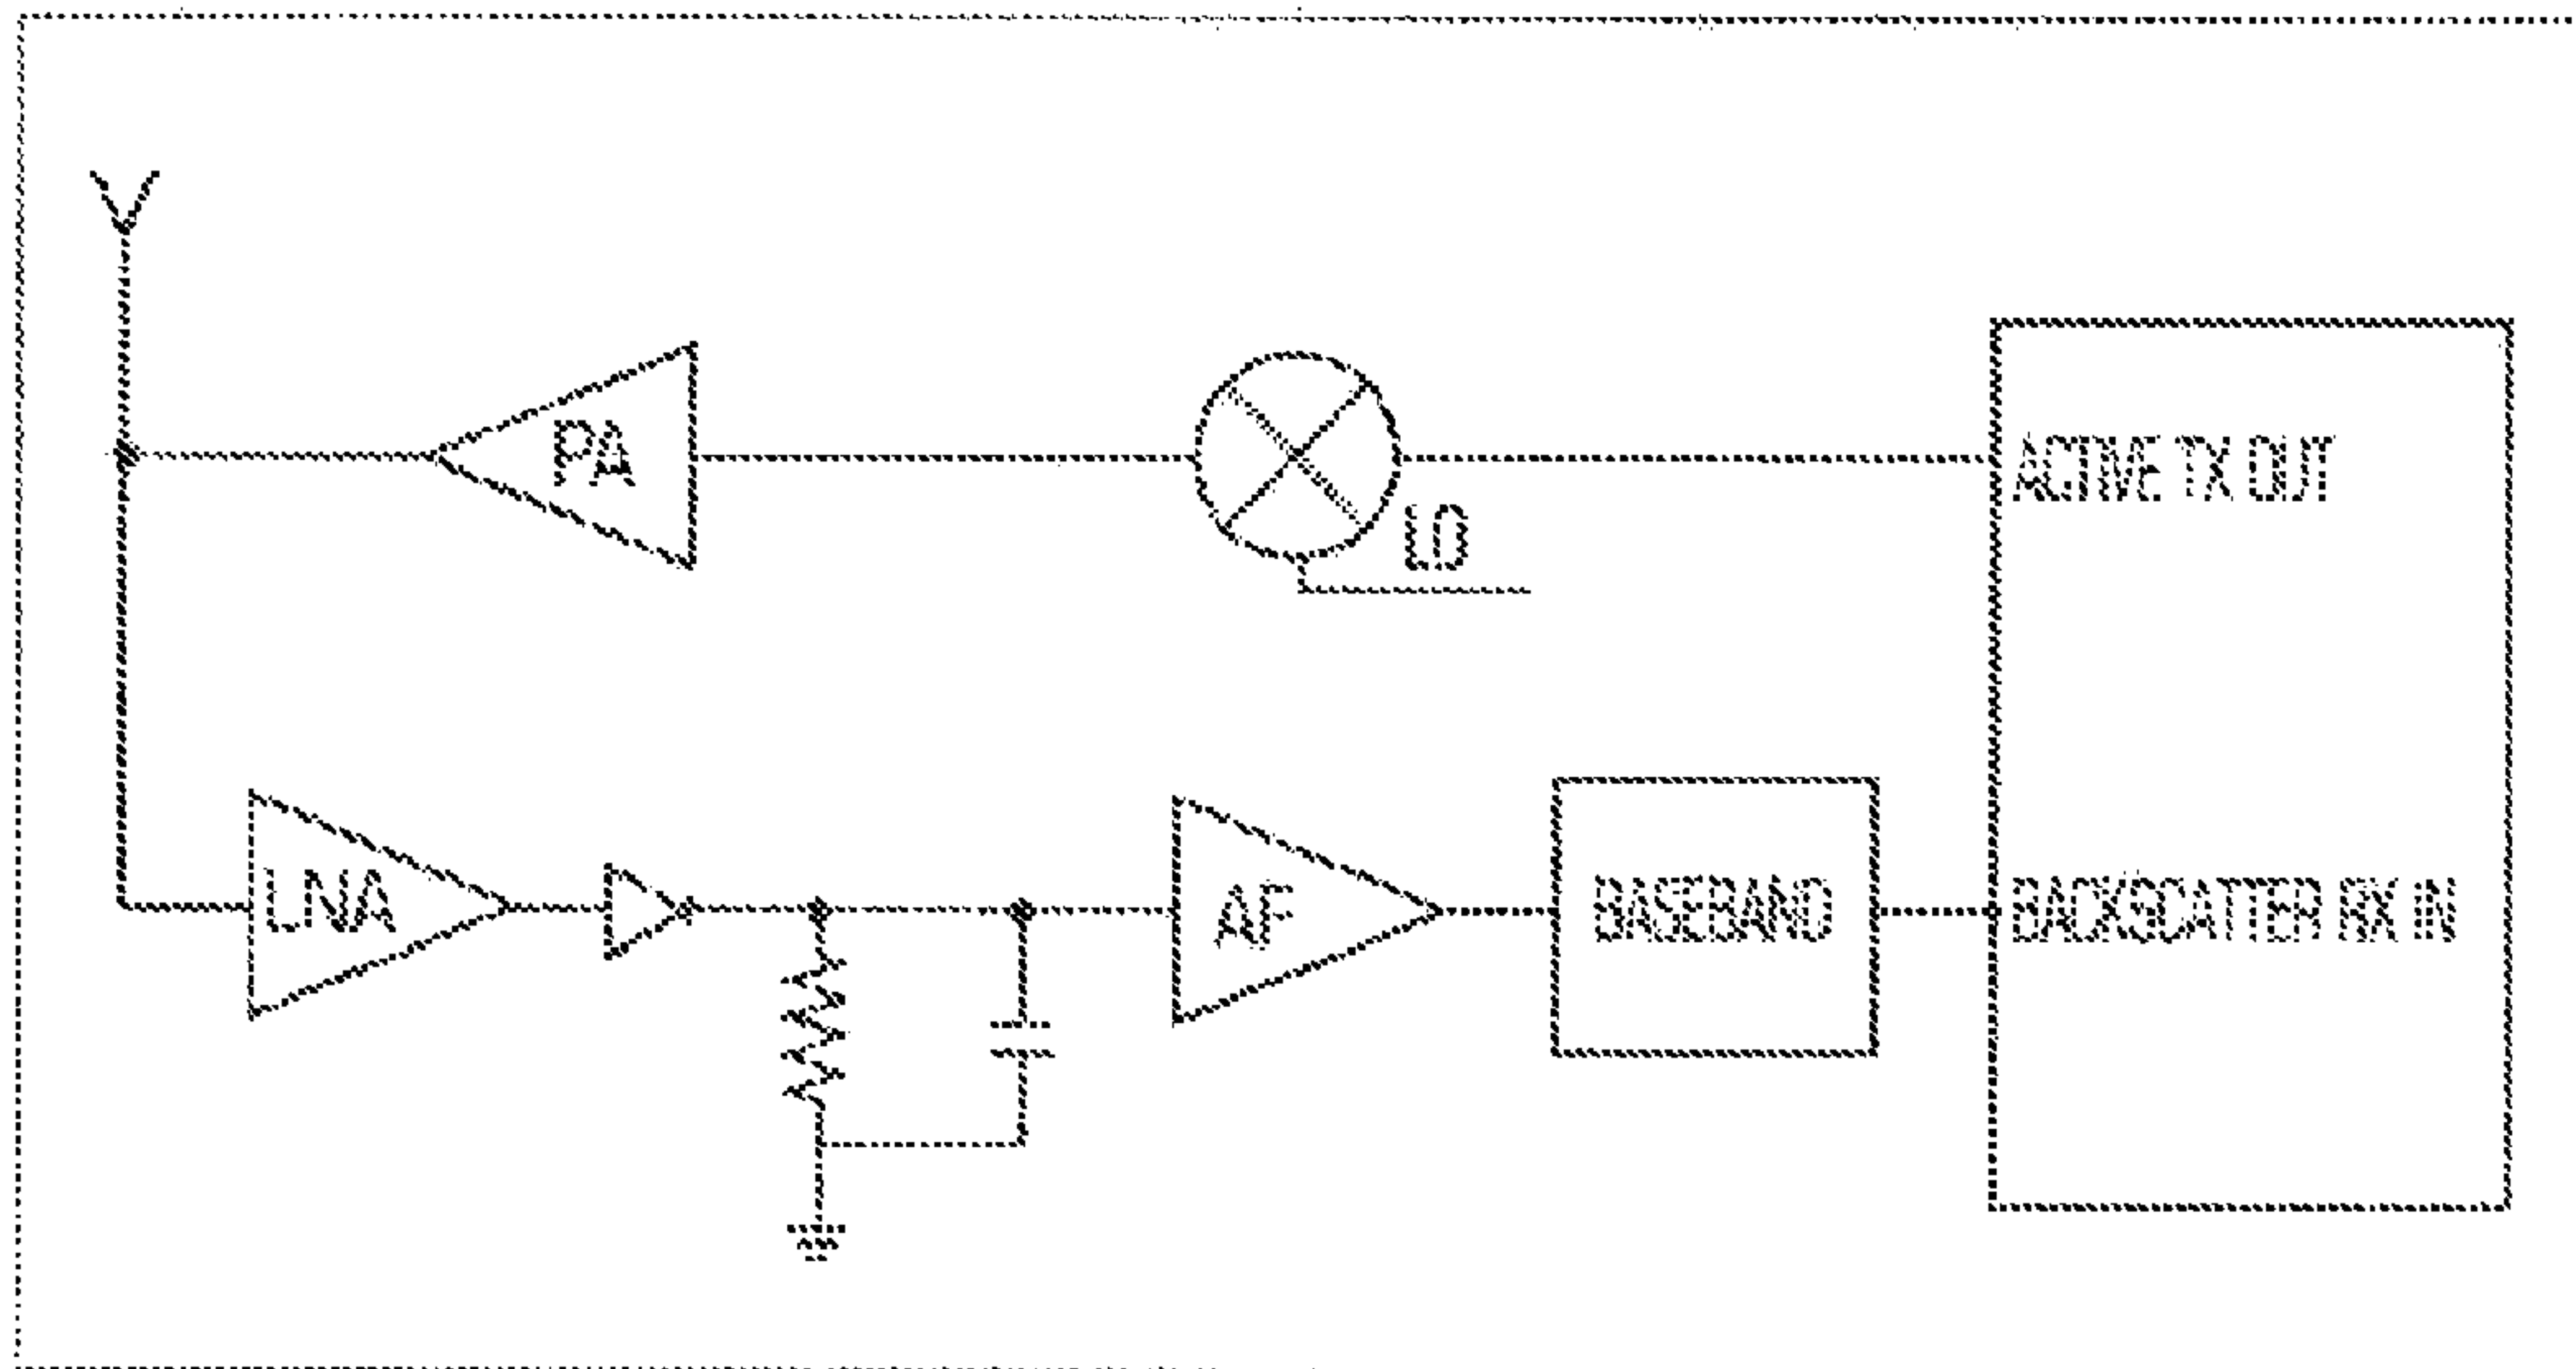 PA
LO
ACTIVE TX OUT
LNA
AF
BASEBAND
BACKSCATTER RX IN